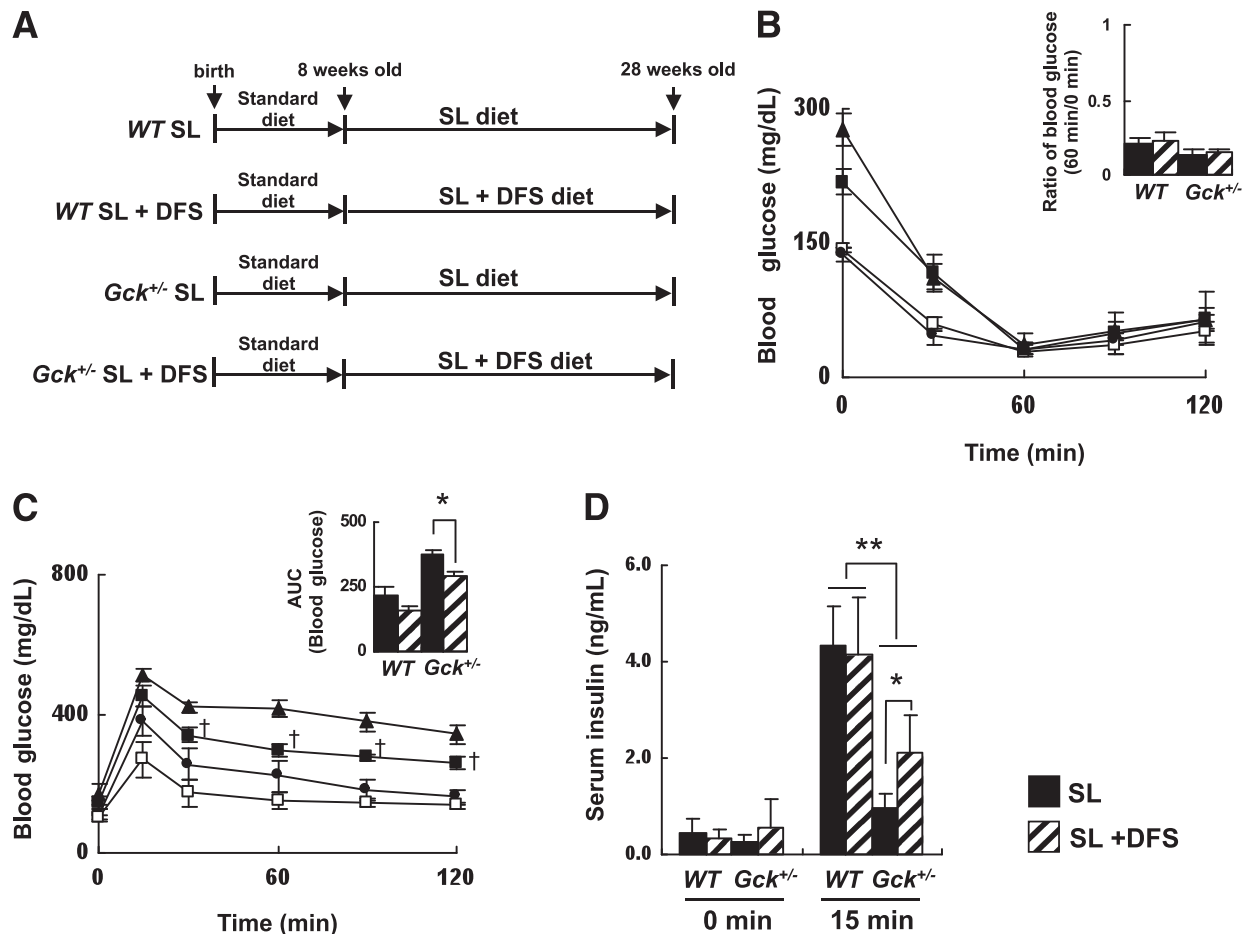 A
birth
8 weeks old
28 weeks old
Standard
diet
SL diet
WT SL
Standard
diet
SL + DFS diet
WT SL + DFS
Standard
diet
SL diet
Gck+/- SL
Standard
diet
SL + DFS diet
Gck+/- SL + DFS
B
Blood glucose (mg/dL)
300
150
0
0
60
120
Time (min)
Ratio of blood glucose
(60 min/0 min)
1
0.5
0
WT
Gck+/-
C
Blood glucose (mg/dL)
800
400
0
0
60
120
Time (min)
†
†
†
†
AUC
(Blood glucose)
500
250
0
*
WT
Gck+/-
D
Serum insulin (ng/mL)
6.0
4.0
2.0
0.0
**
*
WT Gck+/- WT Gck+/-
0 min 15 min
SL
SL +DFS